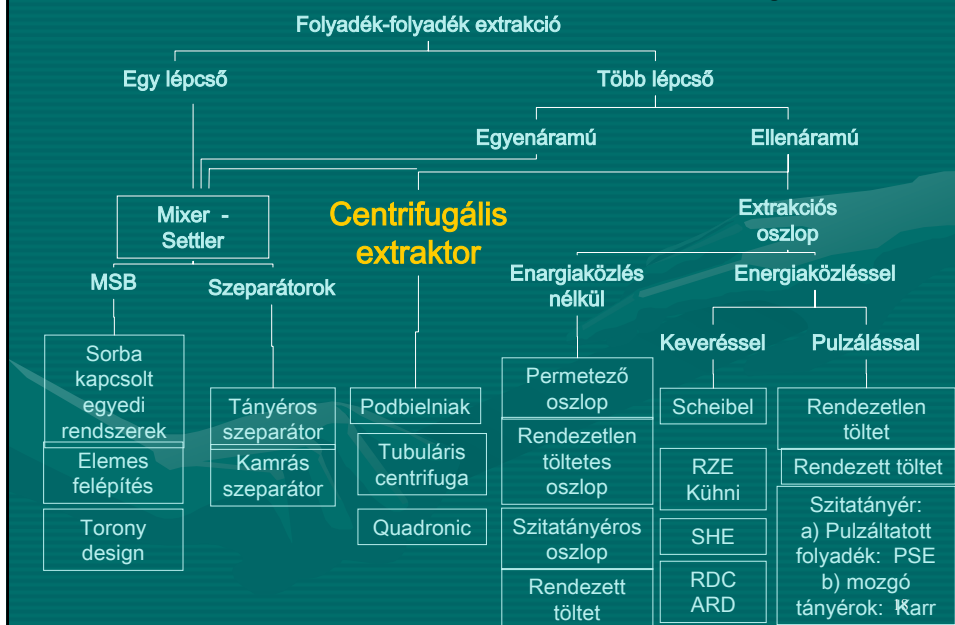 Folyadék-folyadék extrakció
Egy lépcső
Több lépcső
Egyenáramú
Ellenáramú
Mixer -
Settler
Centrifugális
extraktor
Extrakciós
oszlop
MSB
Szeparátorok
Enargiaközlés
nélkül
Energiaközléssel
Keveréssel
Pulzálással
Sorba
kapcsolt
egyedi
rendszerek
Elemes
felépítés
Torony
design
Tányéros
szeparátor
Kamrás
szeparátor
Podbielniak
Tubuláris
centrifuga
Quadronic
Permetező
oszlop
Rendezetlen
töltetes
oszlop
Szitatányéros
oszlop
Rendezett
töltet
Scheibel
RZE
Kühni
SHE
RDC
ARD
Rendezetlen
töltet
Rendezett töltet
Szitatányér:
a) Pulzáltatott
folyadék: PSE
b) mozgó
tányérok: Karr